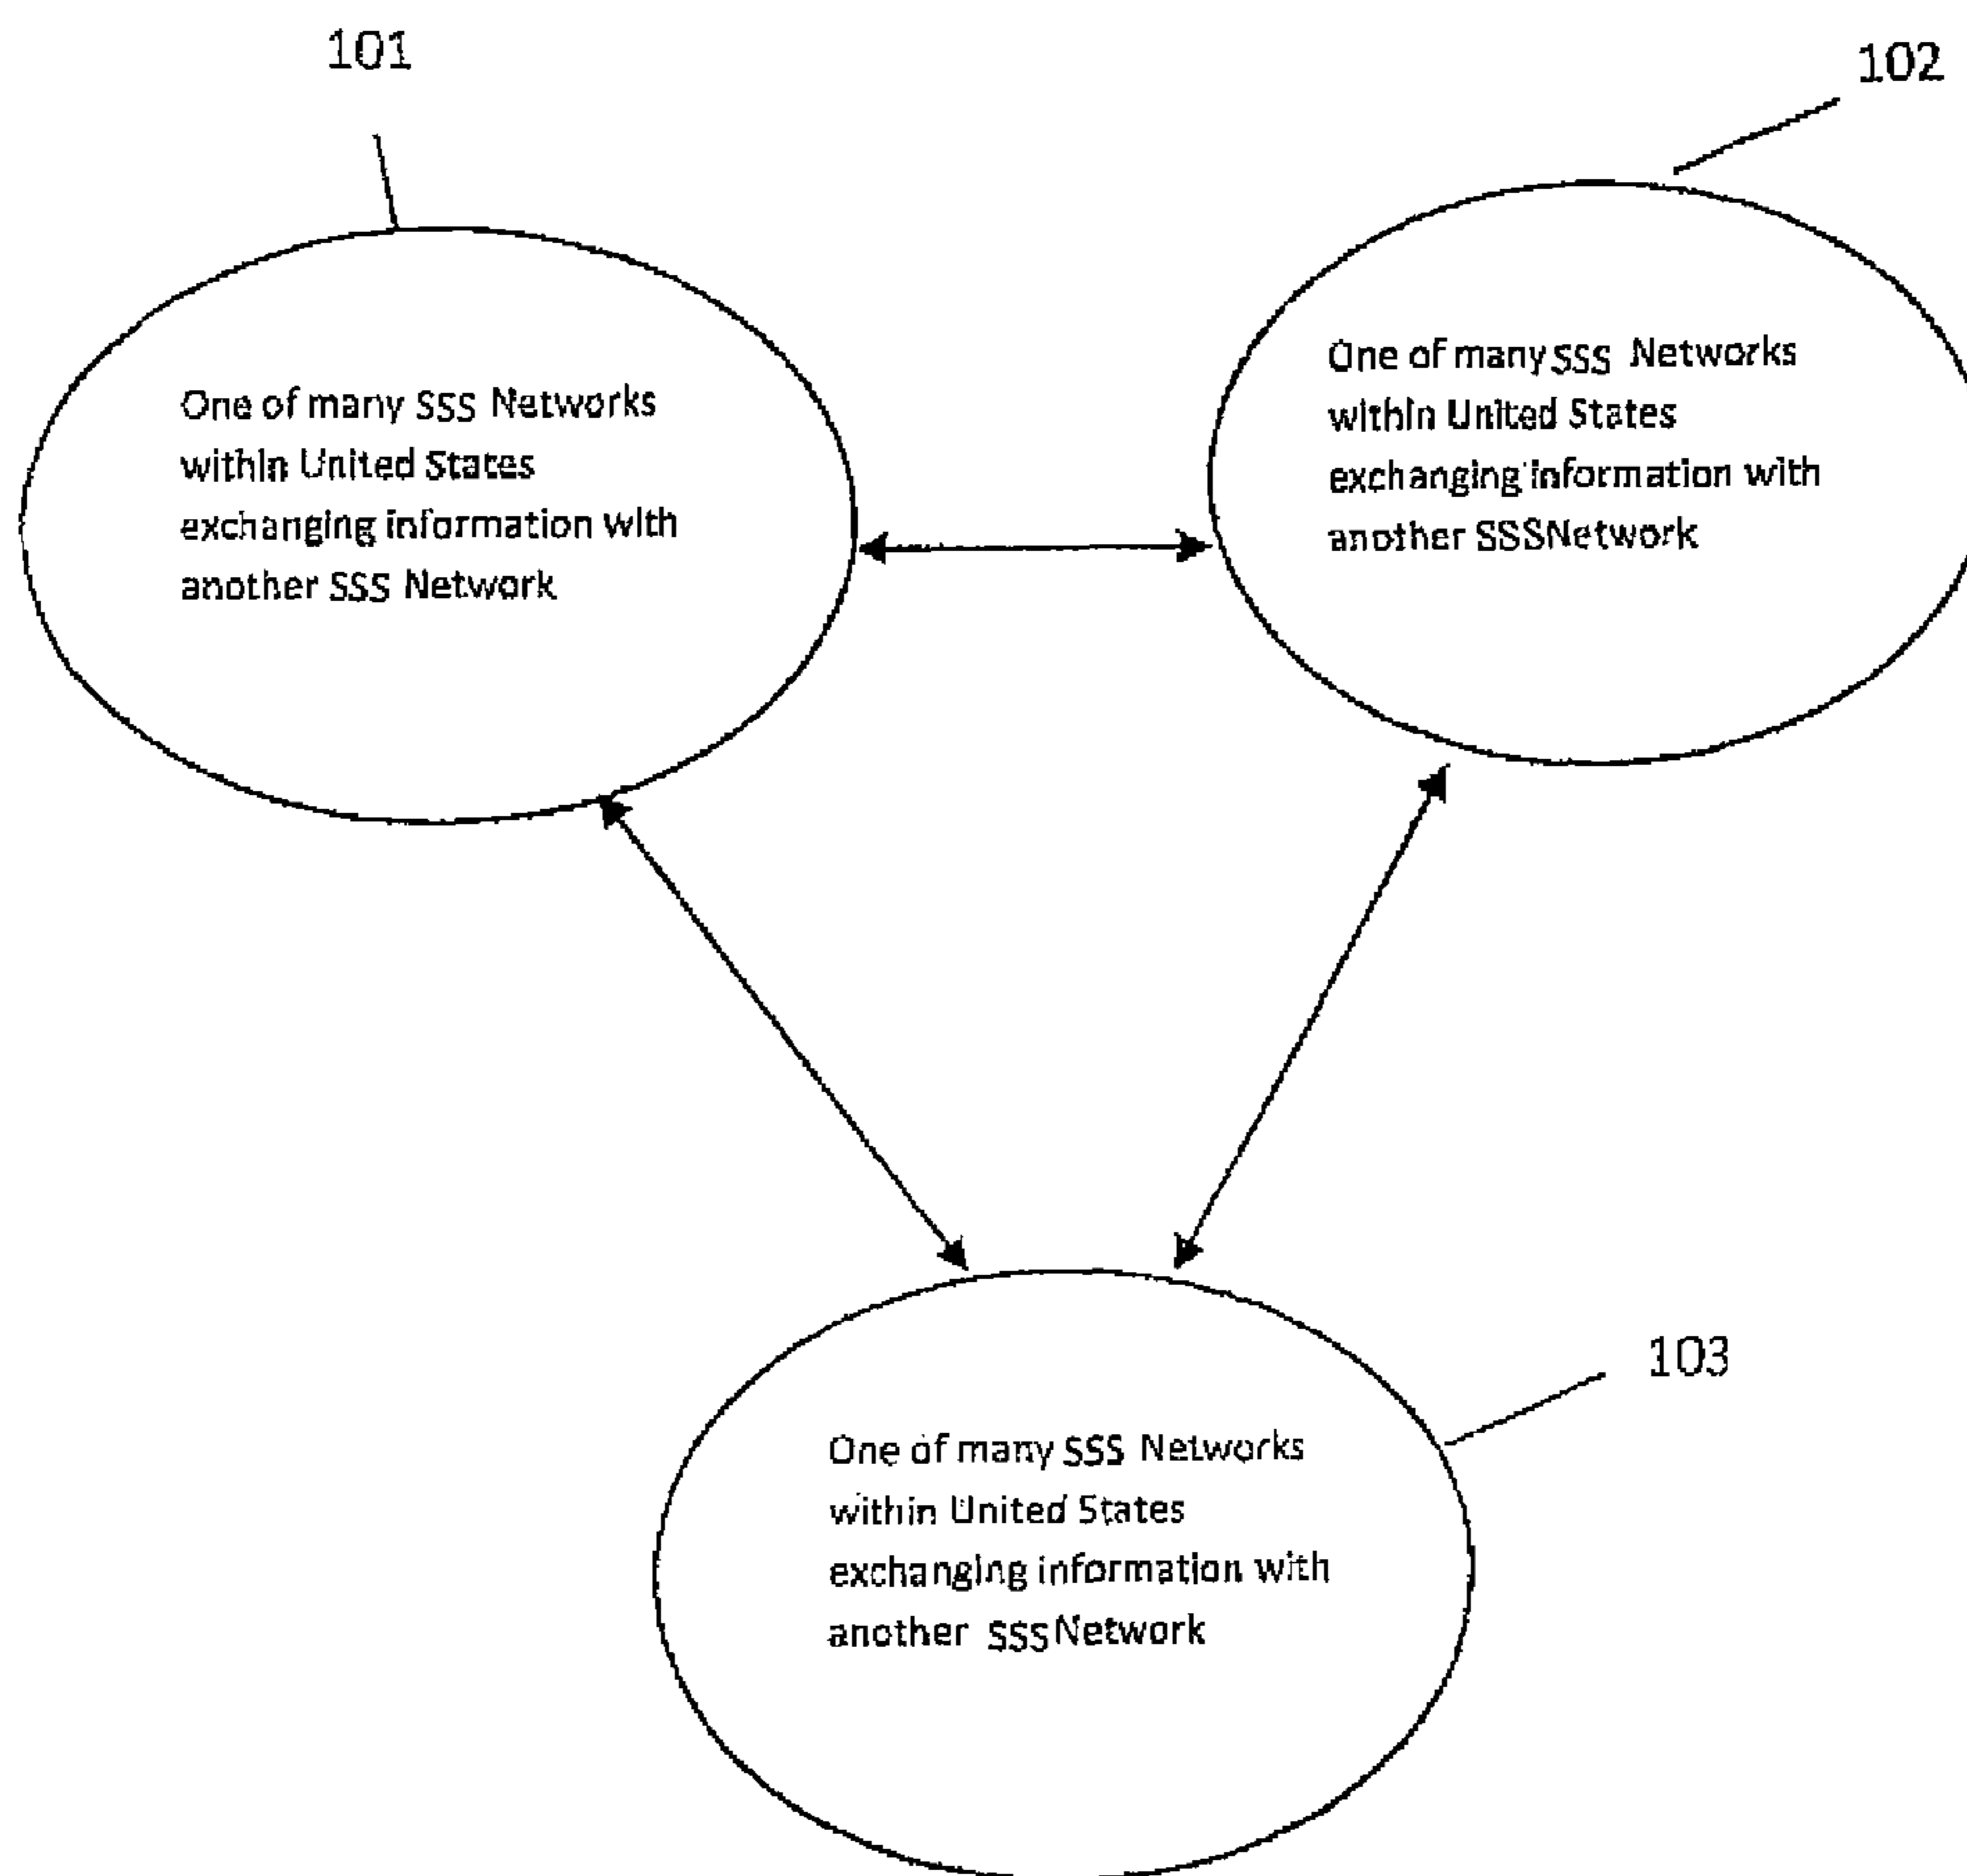 101
102
One of many SSS Networks
within United States
exchanging information with
another SSS Network
One of many SSS Networks
within United States
exchanging information with
another SSSNetwork
103
One of many SSS Networks
within United States
exchanging information with
another SSSNetwork